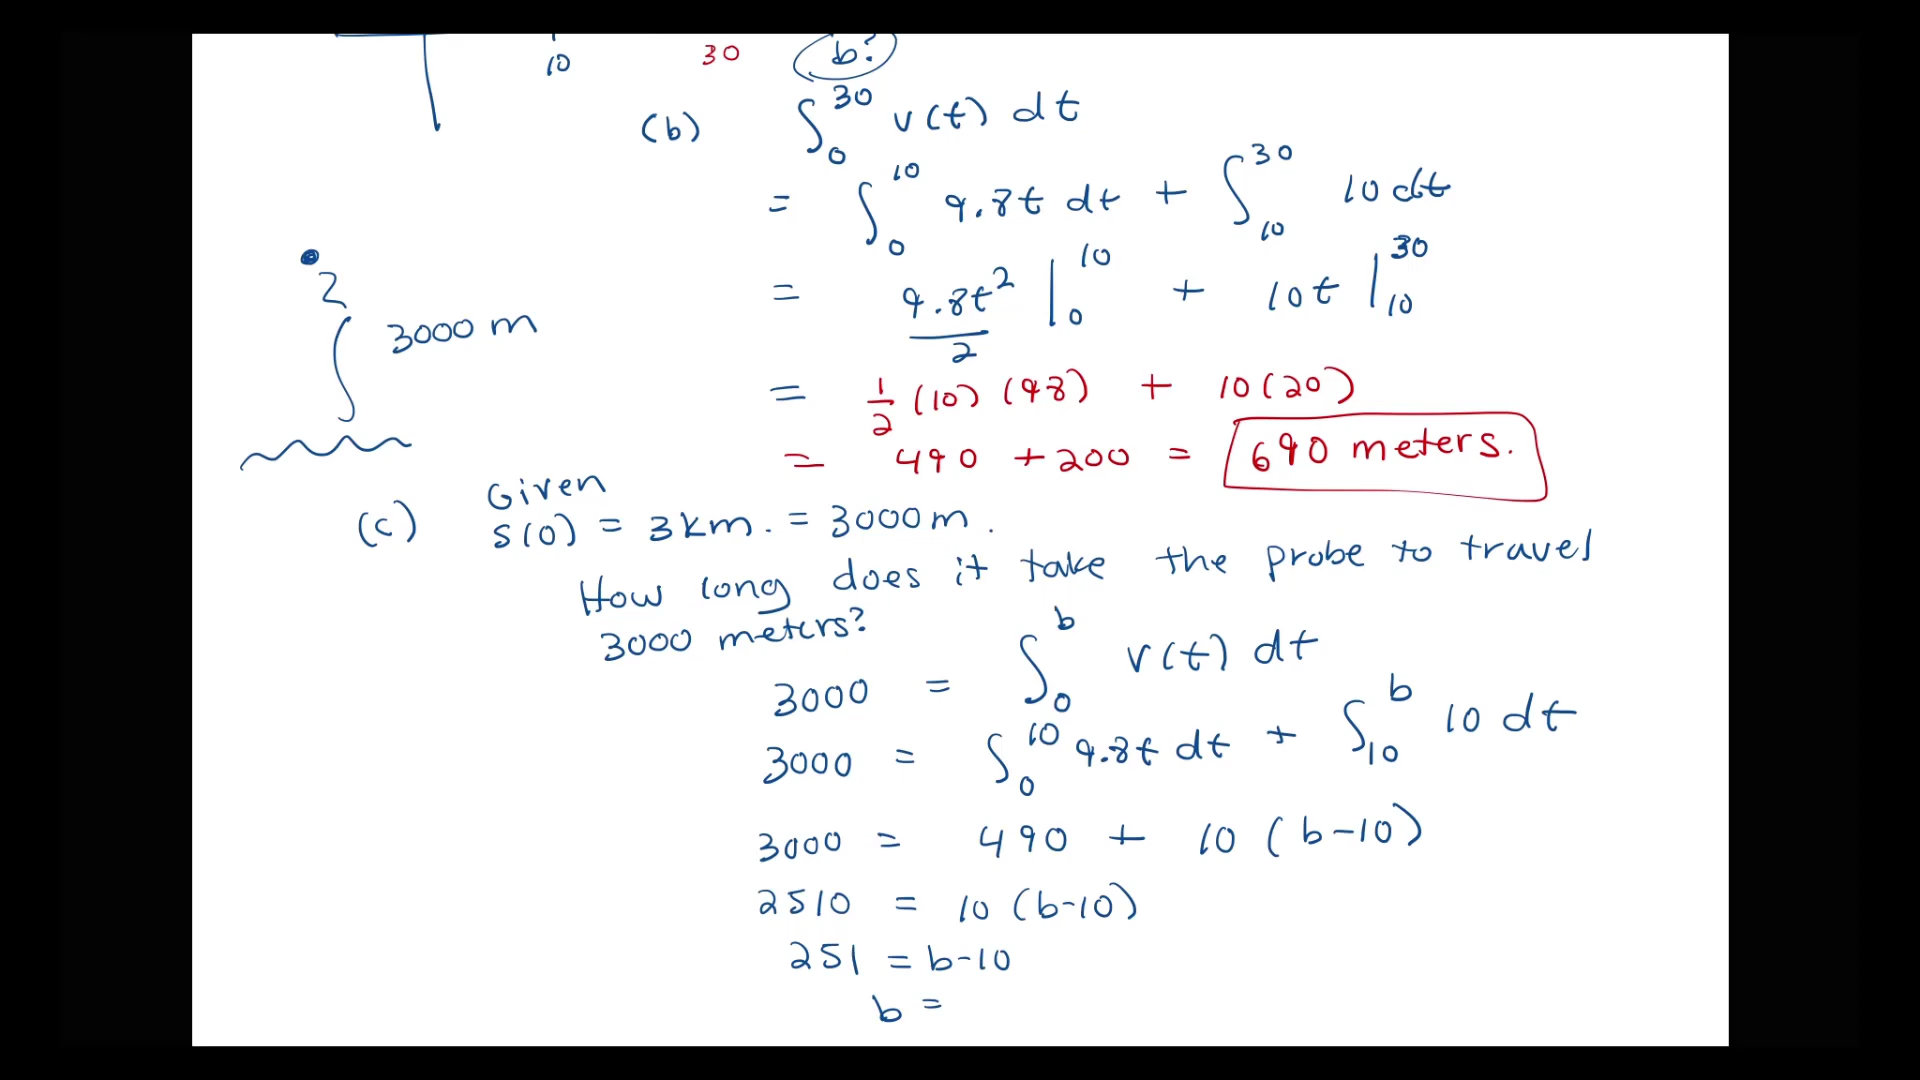 10 30 b?
(b) ∫₀³⁰ v(t) dt
= ∫₀¹⁰ 9.8t dt + ∫₁₀³⁰ 10 dt
= 9.8t²/2 |₀¹⁰ + 10t |₁₀³⁰
3000 m
= 1/2 (10) (98) + 10(20)
= 490 + 200 = 690 meters.
(c) Given
s(0) = 3km. = 3000m.
How long does it take the probe to travel
3000 meters?
3000 = ∫₀ᵇ v(t) dt
3000 = ∫₀¹⁰ 9.8t dt + ∫₁₀ᵇ 10 dt
3000 = 490 + 10 (b-10)
2510 = 10 (b-10)
251 = b-10
b =